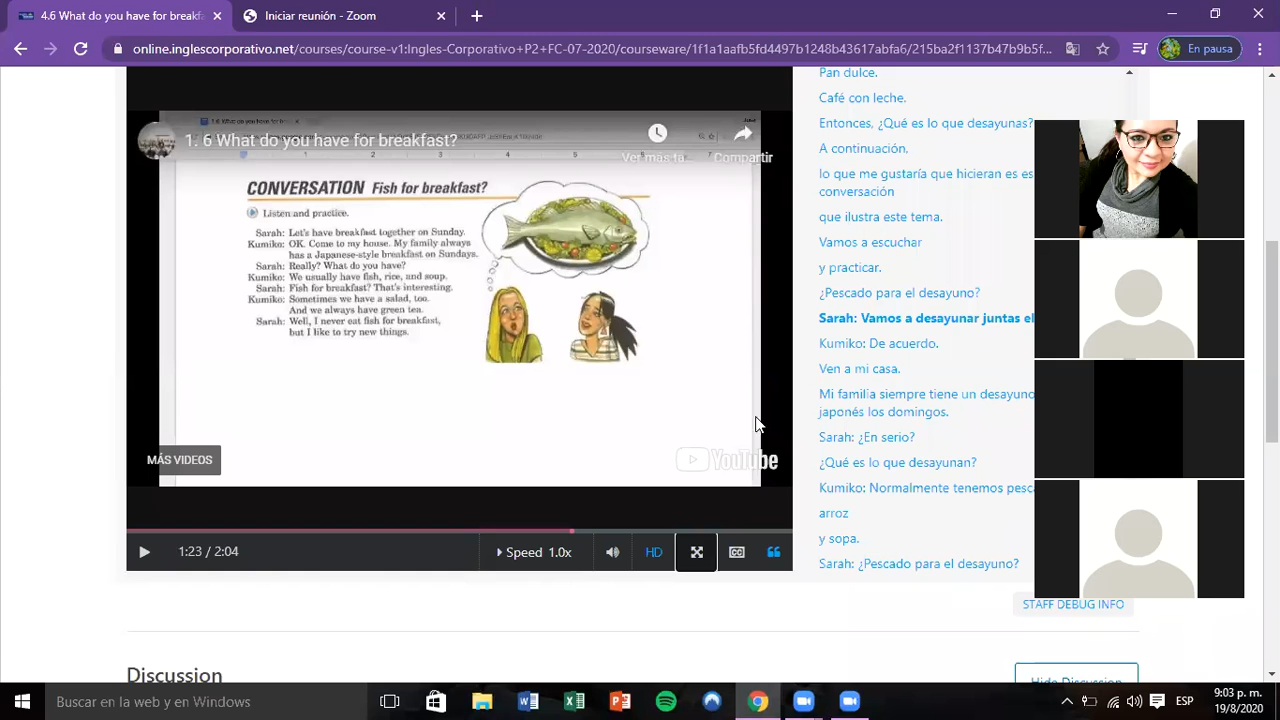 4.6 What do you have for breakfa
Iniciar reunión - Zoom
online.inglescorporativo.net/courses/course-v1:Ingles-Corporativo+P2+FC-07-2020/courseware/1f1a1aafb5fd4497b1248b43617abfa6/215ba2f1137b47b9b5f...
En pausa
1. 6 What do you have for breakfast?
Ver más ta...
Compartir
CONVERSATION Fish for breakfast?
Listen and practice.
Sarah: Let's have breakfast together on Sunday.
Kumiko: OK. Come to my house. My family always
has a Japanese-style breakfast on Sundays.
Sarah: Really? What do you have?
Kumiko: We usually have fish, rice, and soup.
Sarah: Fish for breakfast? That's interesting.
Kumiko: Sometimes we have a salad, too.
And we always have green tea.
Sarah: Well, I never eat fish for breakfast,
but I like to try new things.
MÁS VIDEOS
YouTube
1:23 / 2:04
Speed 1.0x
HD
Pan dulce.
Café con leche.
Entonces, ¿Qué es lo que desayunas?
A continuación,
lo que me gustaría que hicieran es es
conversación
que ilustra este tema.
Vamos a escuchar
y practicar.
¿Pescado para el desayuno?
Sarah: Vamos a desayunar juntas el
Kumiko: De acuerdo.
Ven a mi casa.
Mi familia siempre tiene un desayuno
japonés los domingos.
Sarah: ¿En serio?
¿Qué es lo que desayunan?
Kumiko: Normalmente tenemos pesca
arroz
y sopa.
Sarah: ¿Pescado para el desayuno?
STAFF DEBUG INFO
Discussion
Hide Discussion
Buscar en la web y en Windows
ESP
9:03 p. m.
19/8/2020